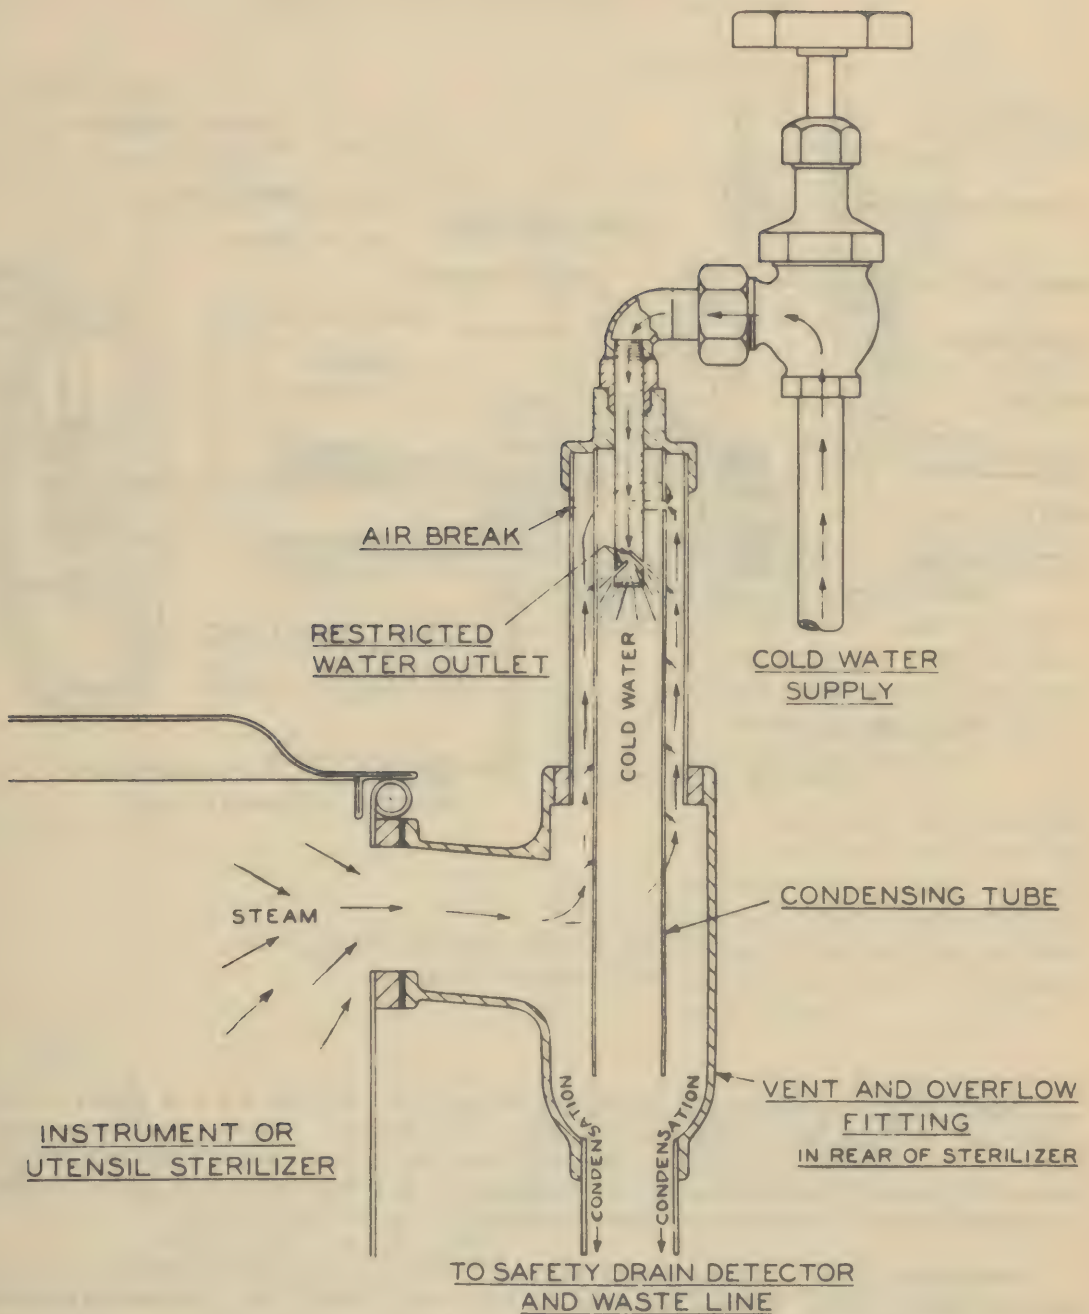 AIR BREAK
RESTRICTED
WATER OUTLET
COLD WATER
COLD WATER
SUPPLY
STEAM
CONDENSING TUBE
CONDENSATION
CONDENSATION
VENT AND OVERFLOW
FITTING
IN REAR OF STERILIZER
INSTRUMENT OR
UTENSIL STERILIZER
TO SAFETY DRAIN DETECTOR
AND WASTE LINE